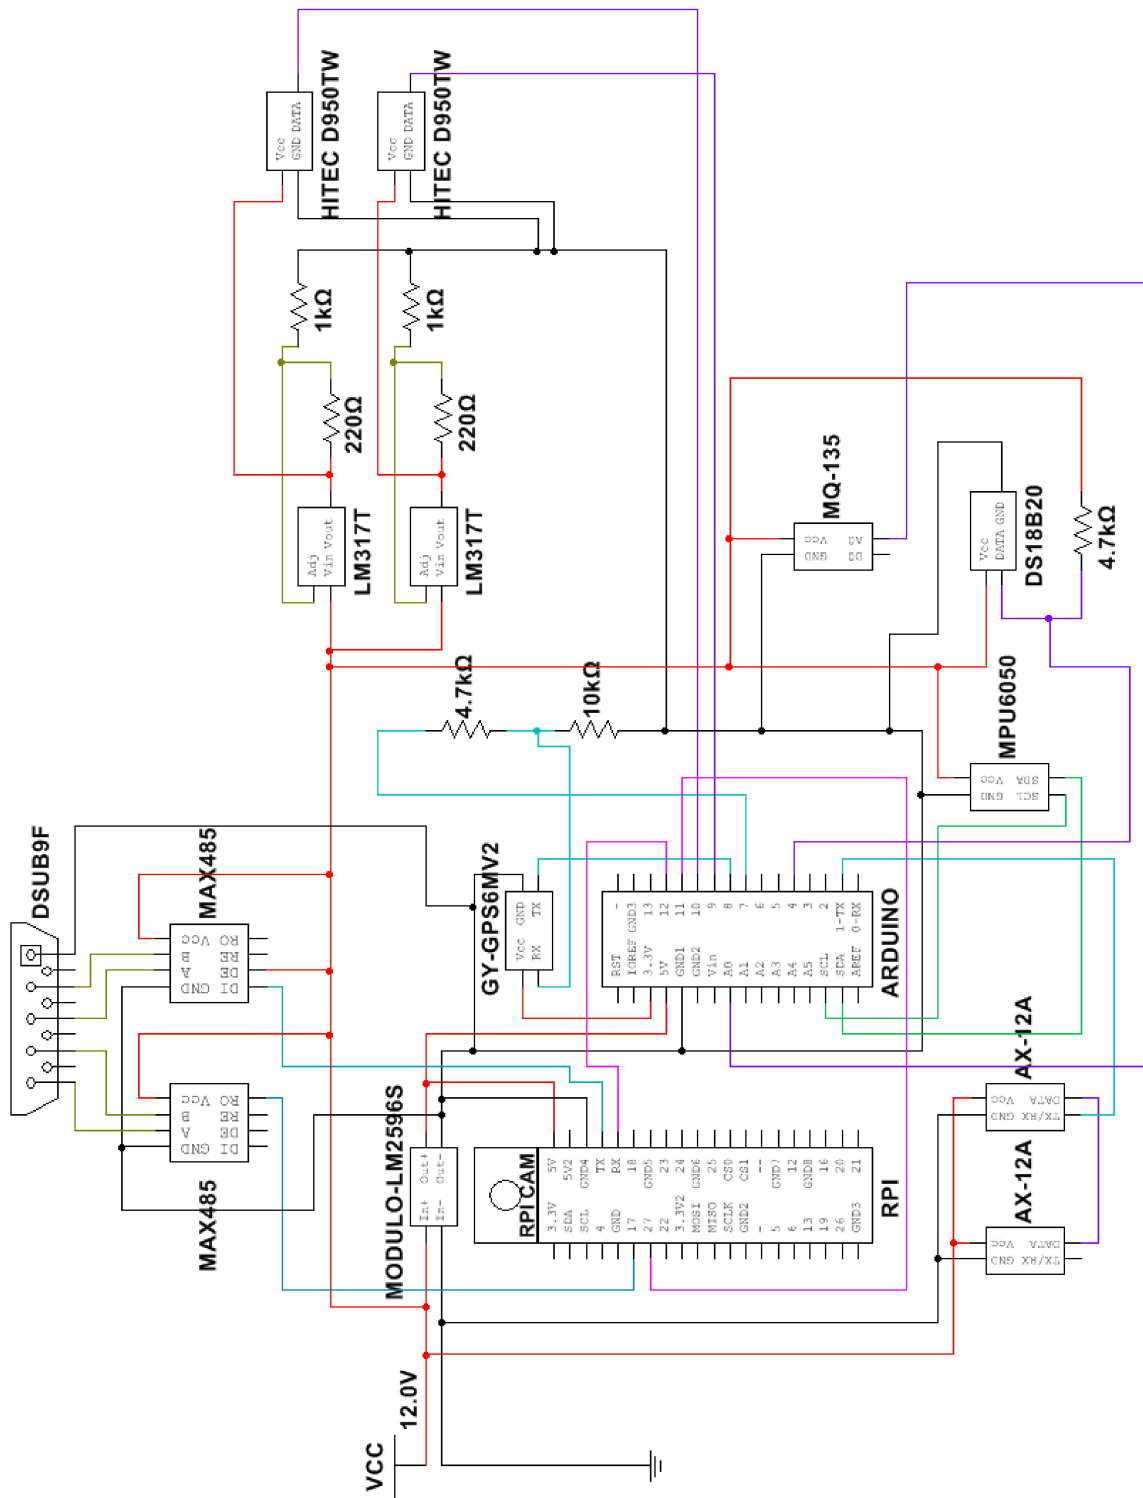 HITEC D950TW
Vcc
GND DATA
HITEC D950TW
Vcc
GND DATA
1kΩ
1kΩ
220Ω
220Ω
LM317T
Adj
Vin Vout
LM317T
Adj
Vin Vout
MQ-135
GND Vcc
DO AO
DS18B20
Vcc
DATA GND
4.7kΩ
4.7kΩ
10kΩ
MPU6050
GND Vcc
SCL SDA
DSUB9F
MAX485
RO Vcc
RE B
DE A
DI GND
MAX485
RO Vcc
RE B
DE A
DI GND
GY-GPS6MV2
Vcc GND
RX TX
ARDUINO
RST -
IOREF GND3
3.3V 13
5V 12
GND1 11
GND2 10
Vin 9
A0 8
A1 7
A2 6
A3 5
A4 4
A5 3
SCL 2
SDA 1-TX
AREF 0-RX
MODULO-LM2596S
In+ Out+
In- Out-
RPI CAM
RPI
3.3V 5V
SDA 5V2
SCL GND4
4 TX
GND RX
17 18
27 GND5
22 23
3.3V2 24
MOSI GND6
MISO 25
SCLK CS0
GND2 CS1
- --
5 GND7
6 12
13 GND8
19 16
26 20
GND3 21
AX-12A
GND Vcc
TX/RX DATA
AX-12A
GND Vcc
TX/RX DATA
VCC
12.0V